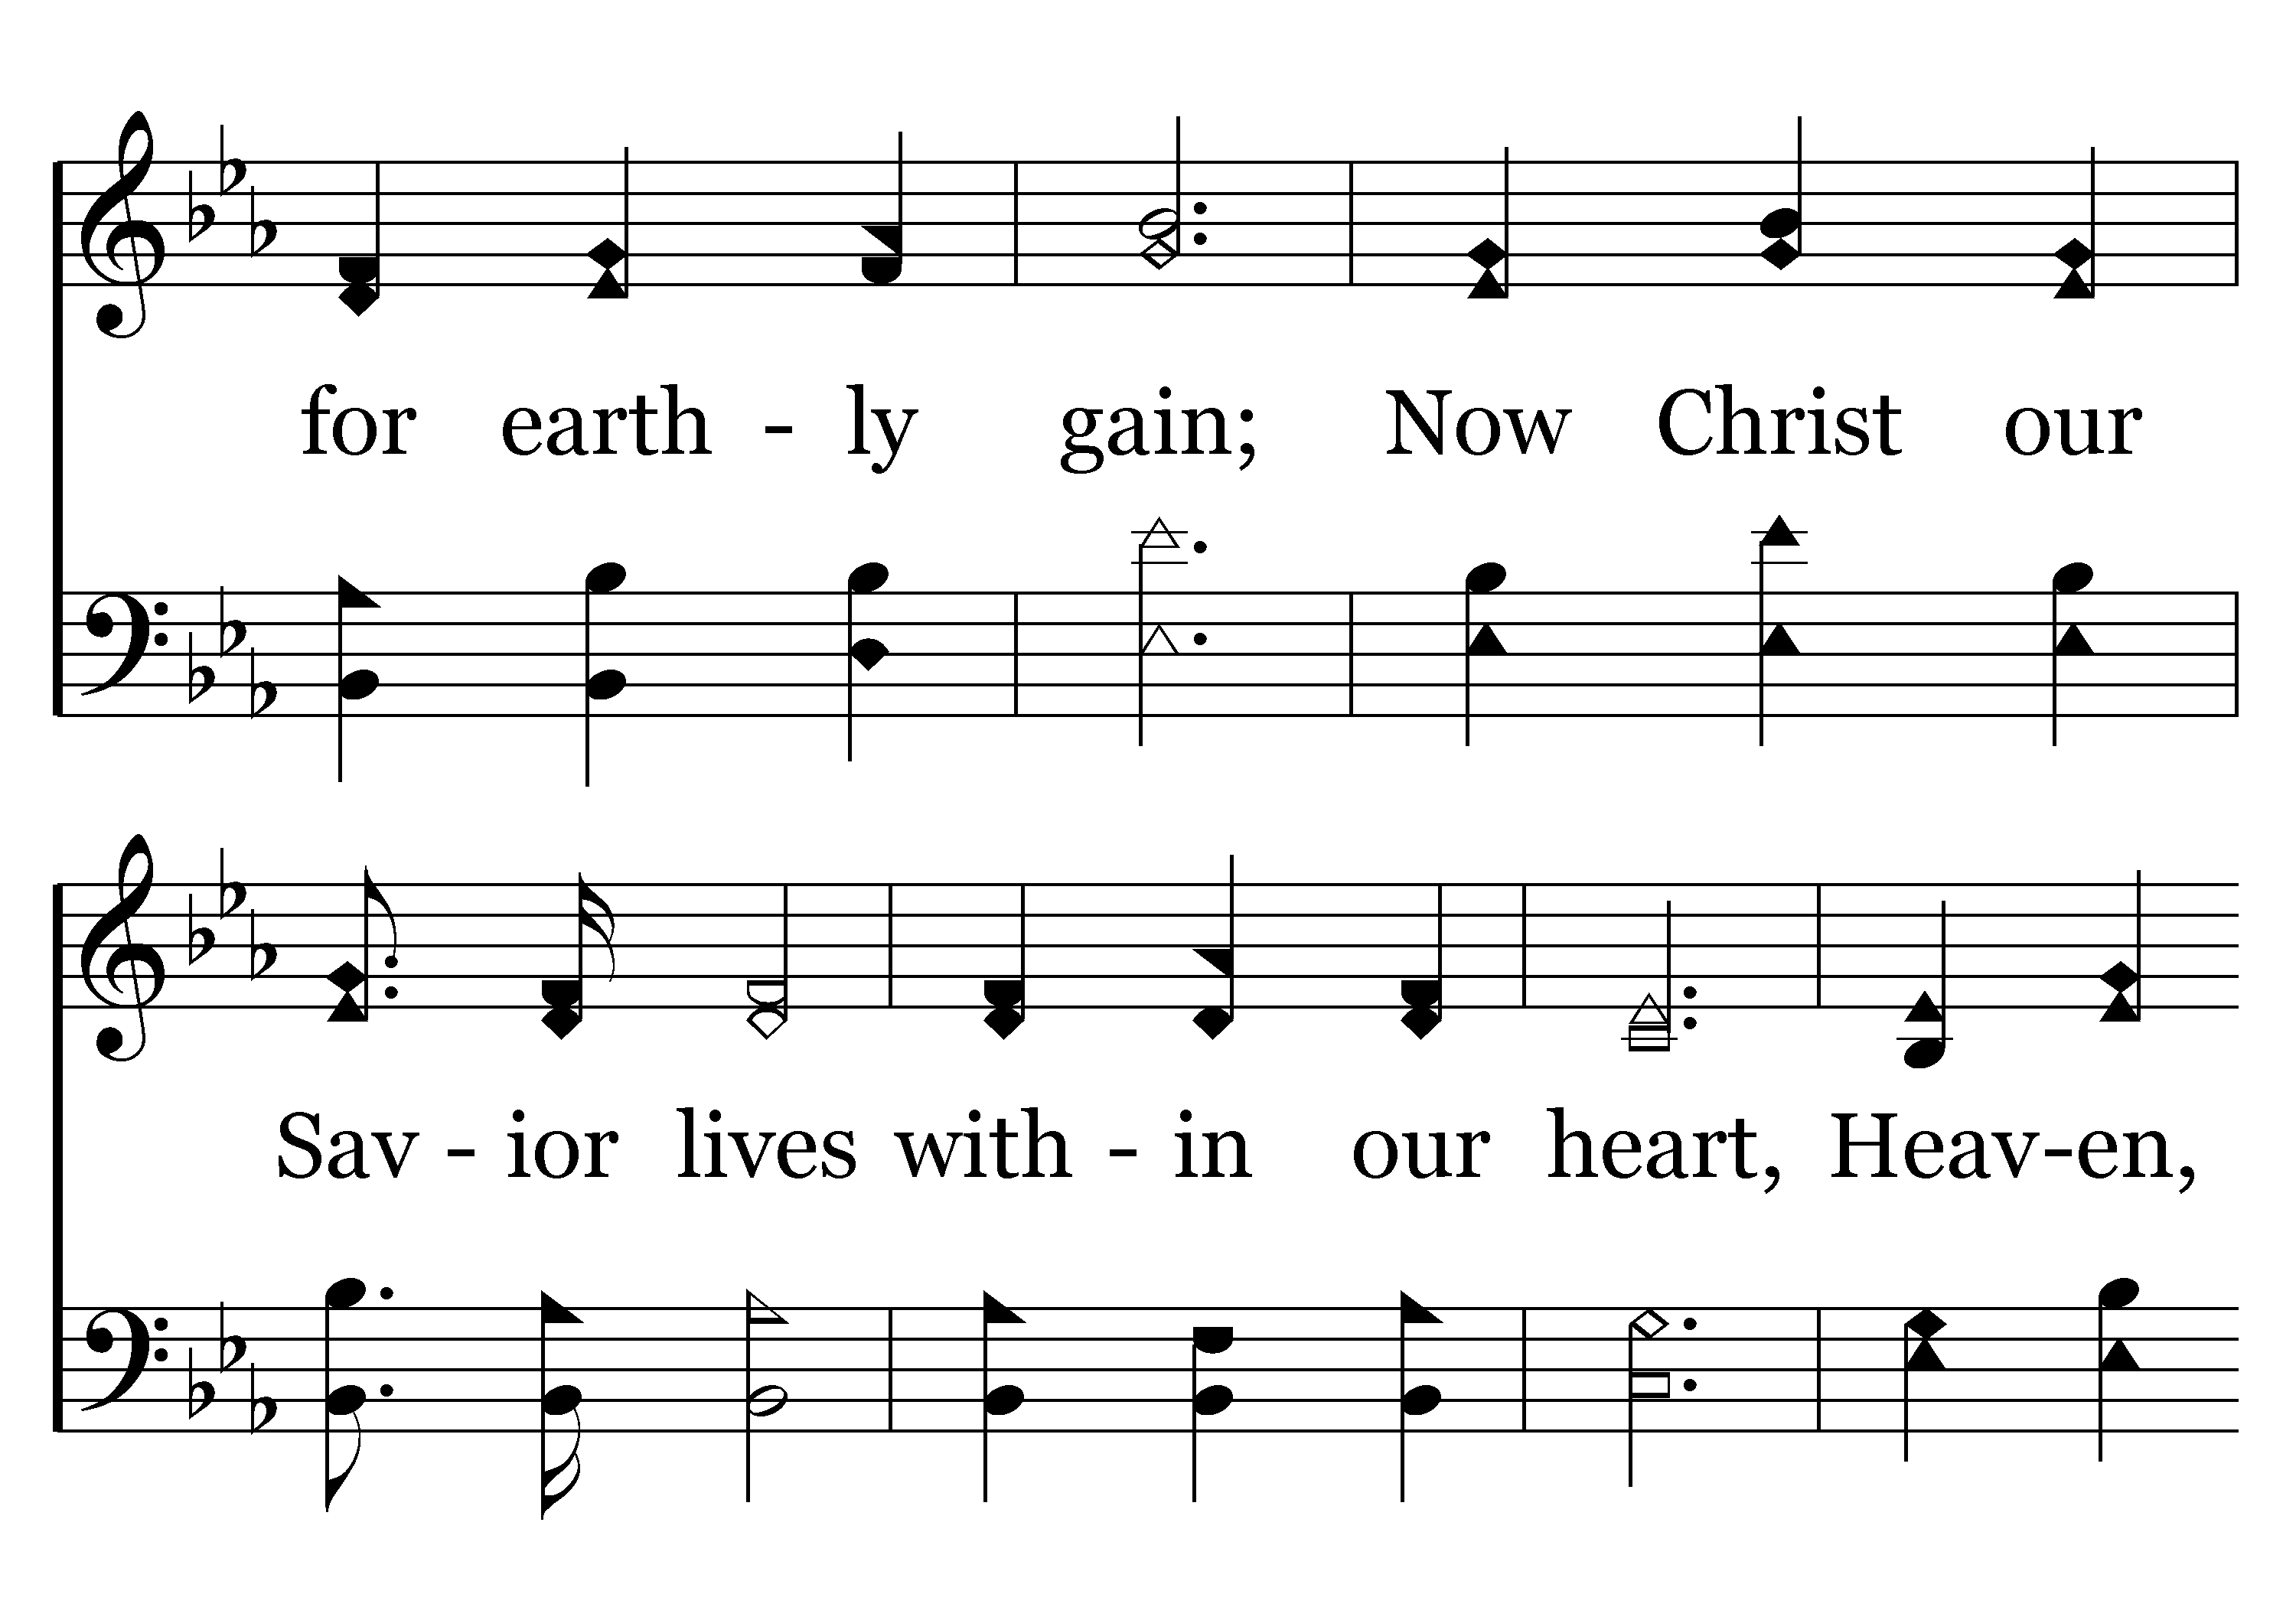 for earth - ly gain; Now Christ our
Sav - ior lives with - in our heart, Heav-en,